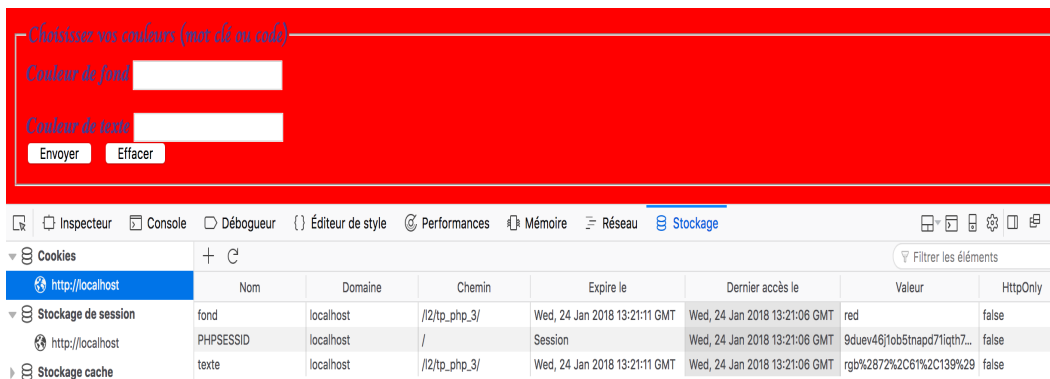 Choisissez vos couleurs (mot clé ou code)
Couleur de fond
Couleur de texte
Envoyer Effacer
Inspecteur Console Débogueur {} Éditeur de style Performances Mémoire Réseau Stockage
Cookies
Filtrer les éléments
http://localhost
Nom Domaine Chemin Expire le Dernier accès le Valeur HttpOnly
Stockage de session
fond localhost /l2/tp_php_3/ Wed, 24 Jan 2018 13:21:11 GMT Wed, 24 Jan 2018 13:21:06 GMT red false
http://localhost
PHPSESSID localhost / Session Wed, 24 Jan 2018 13:21:06 GMT 9duev46j1ob5tnapd71iqth7... false
Stockage cache
texte localhost /l2/tp_php_3/ Wed, 24 Jan 2018 13:21:11 GMT Wed, 24 Jan 2018 13:21:06 GMT rgb%2872%2C61%2C139%29 false